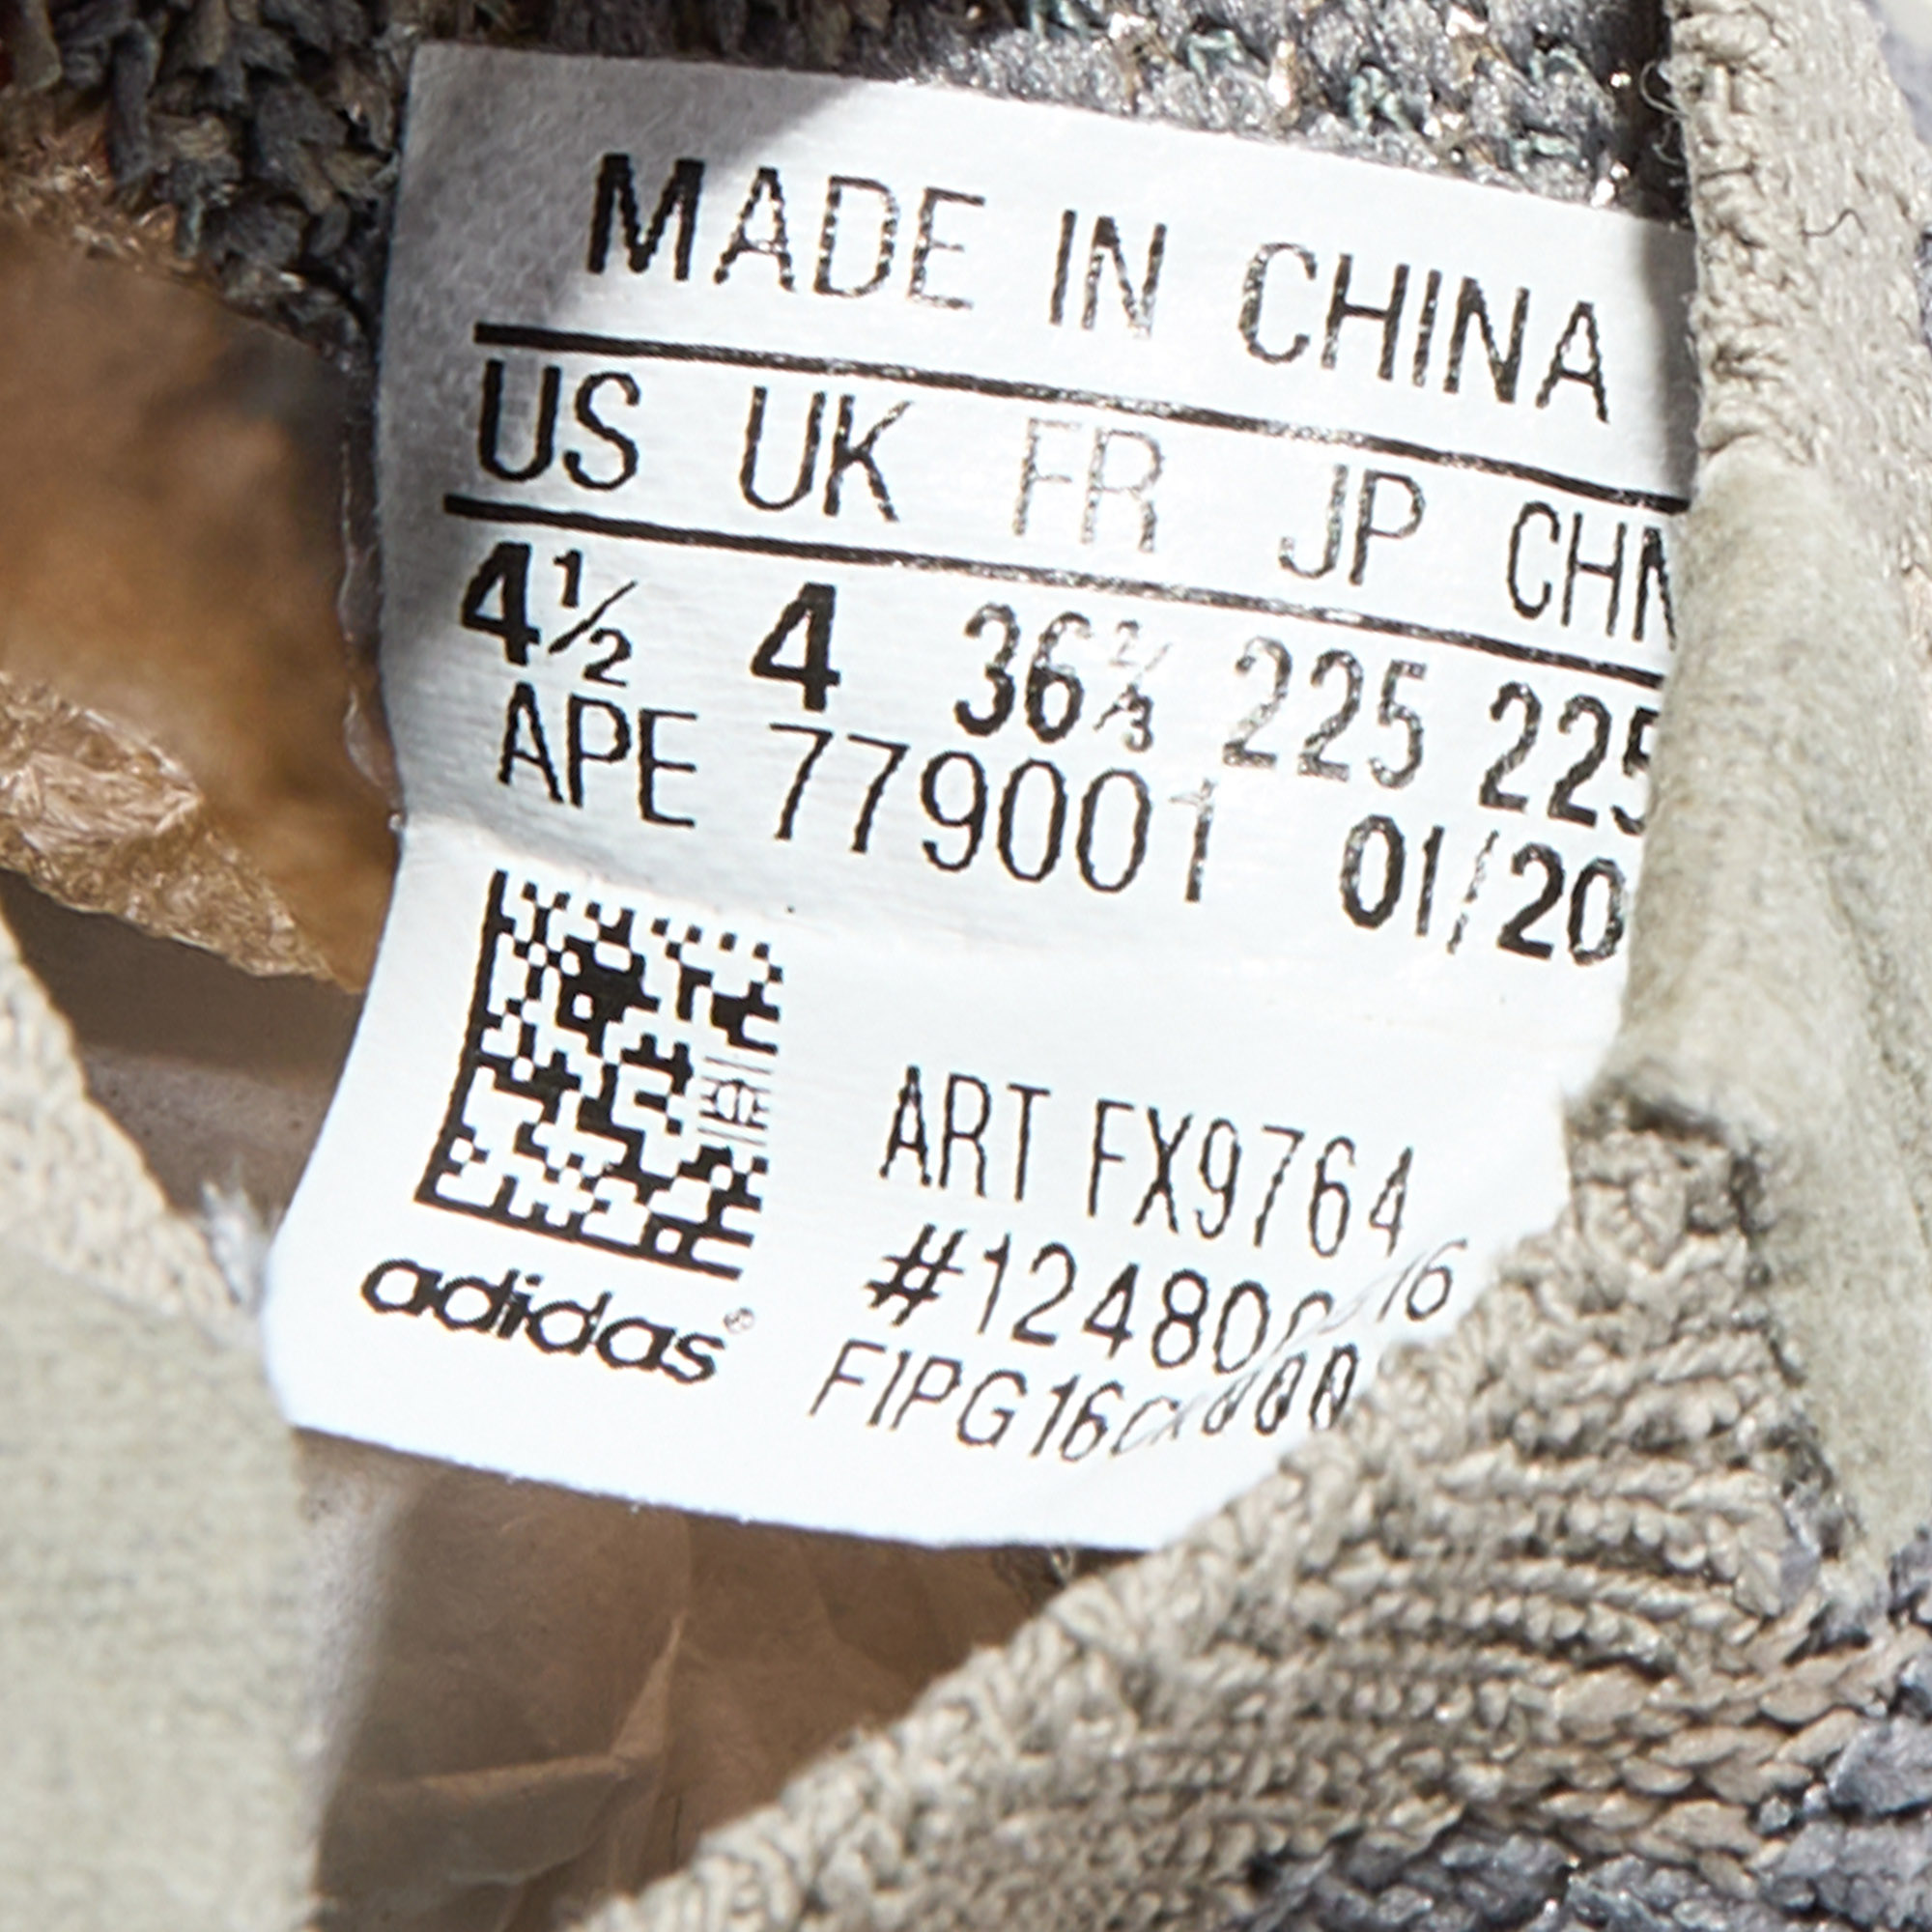 MADE IN CHINA
US UK FR JP CHN
4½ 4 36⅔ 225 225
APE 779001 01/20
ART FX9764
adidas®